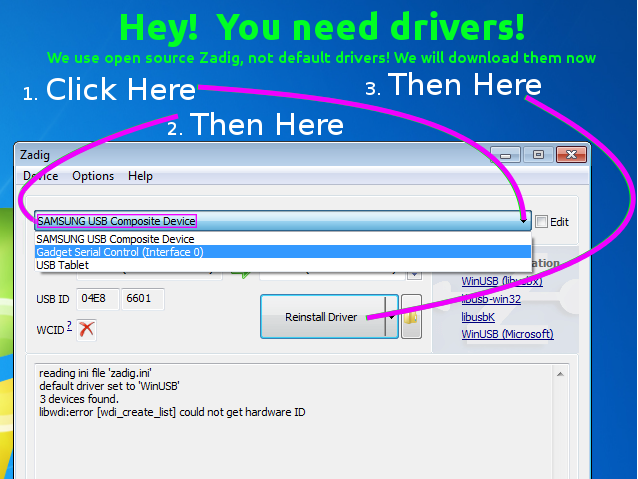 Hey!  You need drivers!
We use open source Zadig, not default drivers! We will download them now
1. Click Here
3. Then Here
2. Then Here
Zadig
Device Options Help
SAMSUNG USB Composite Device
Edit
SAMSUNG USB Composite Device
Gadget Serial Control (Interface 0)
USB Tablet
WinUSB (libusbx)
USB ID 04E8 6601
libusb-win32
Reinstall Driver
libusbK
WCID ?
WinUSB (Microsoft)
reading ini file 'zadig.ini'
default driver set to 'WinUSB'
3 devices found.
libwdi:error [wdi_create_list] could not get hardware ID